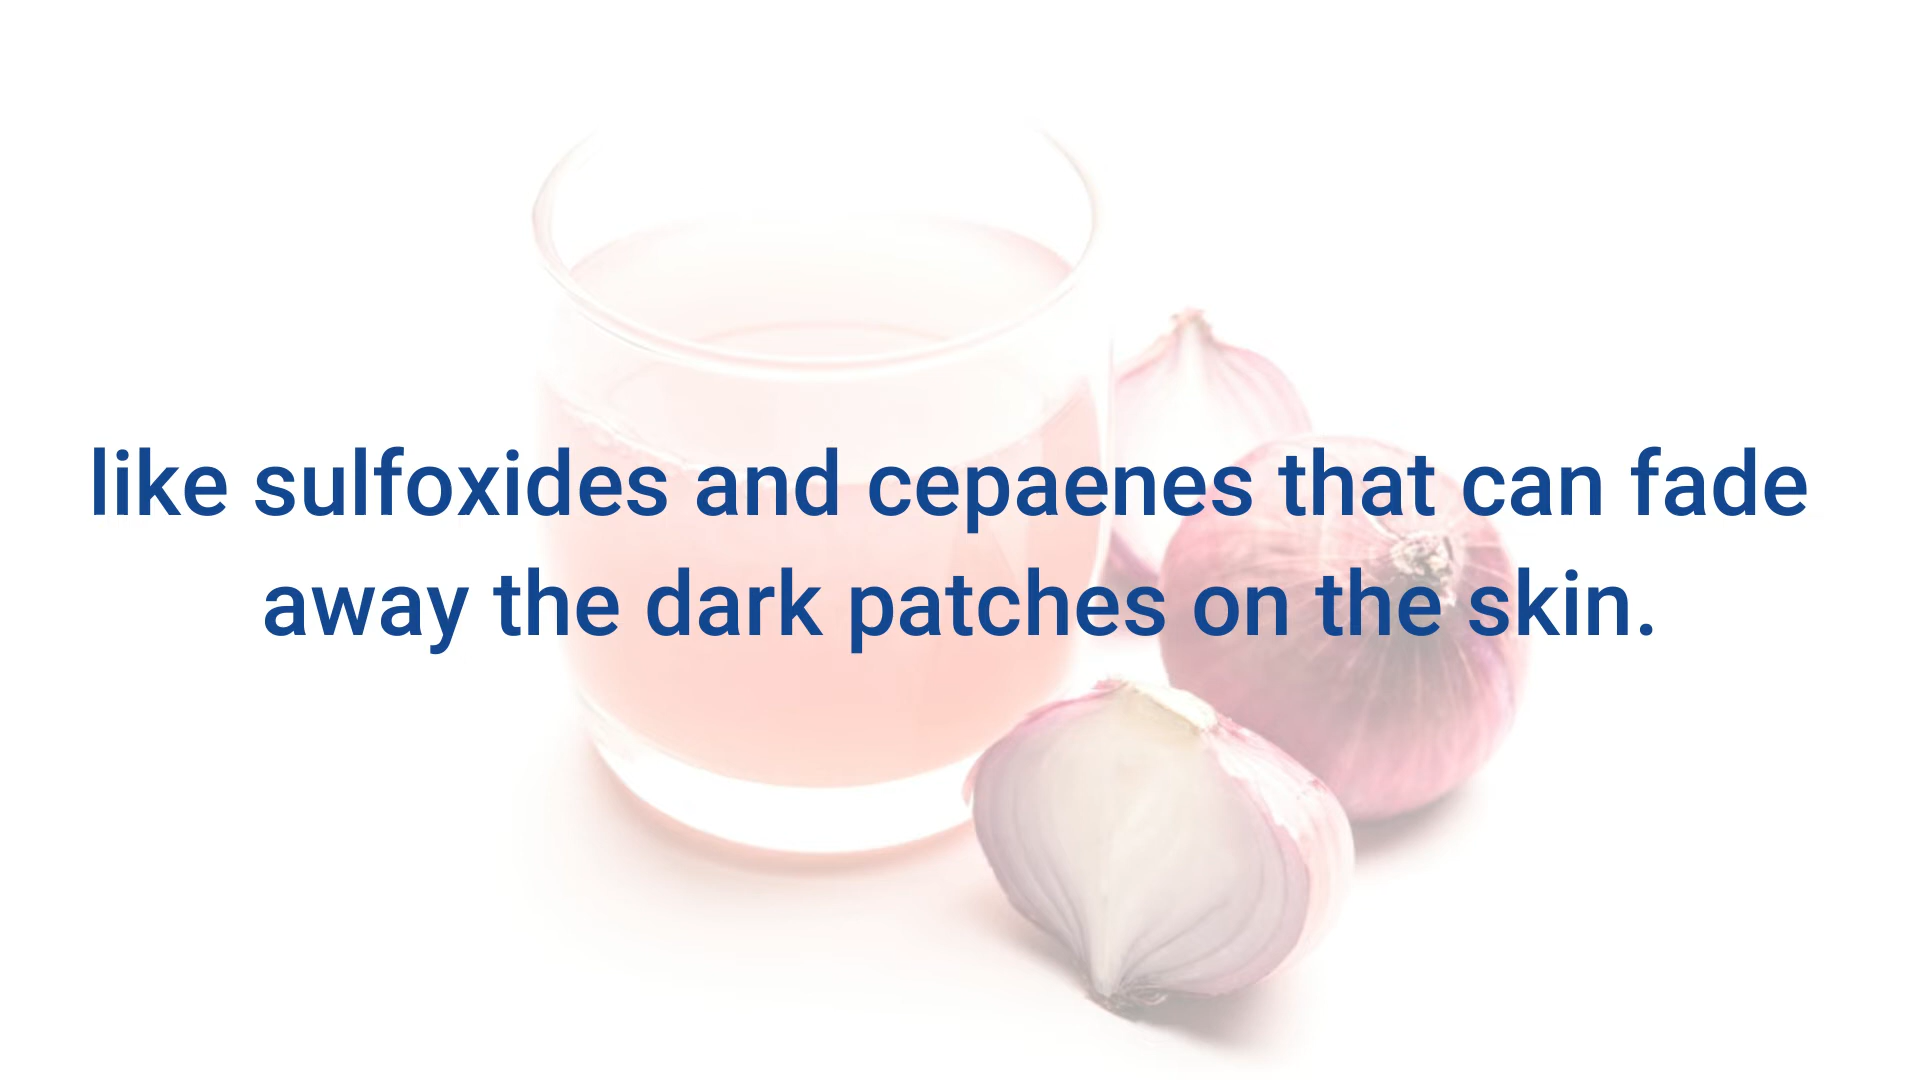 like sulfoxides and cepaenes that can fade
away the dark patches on the skin.